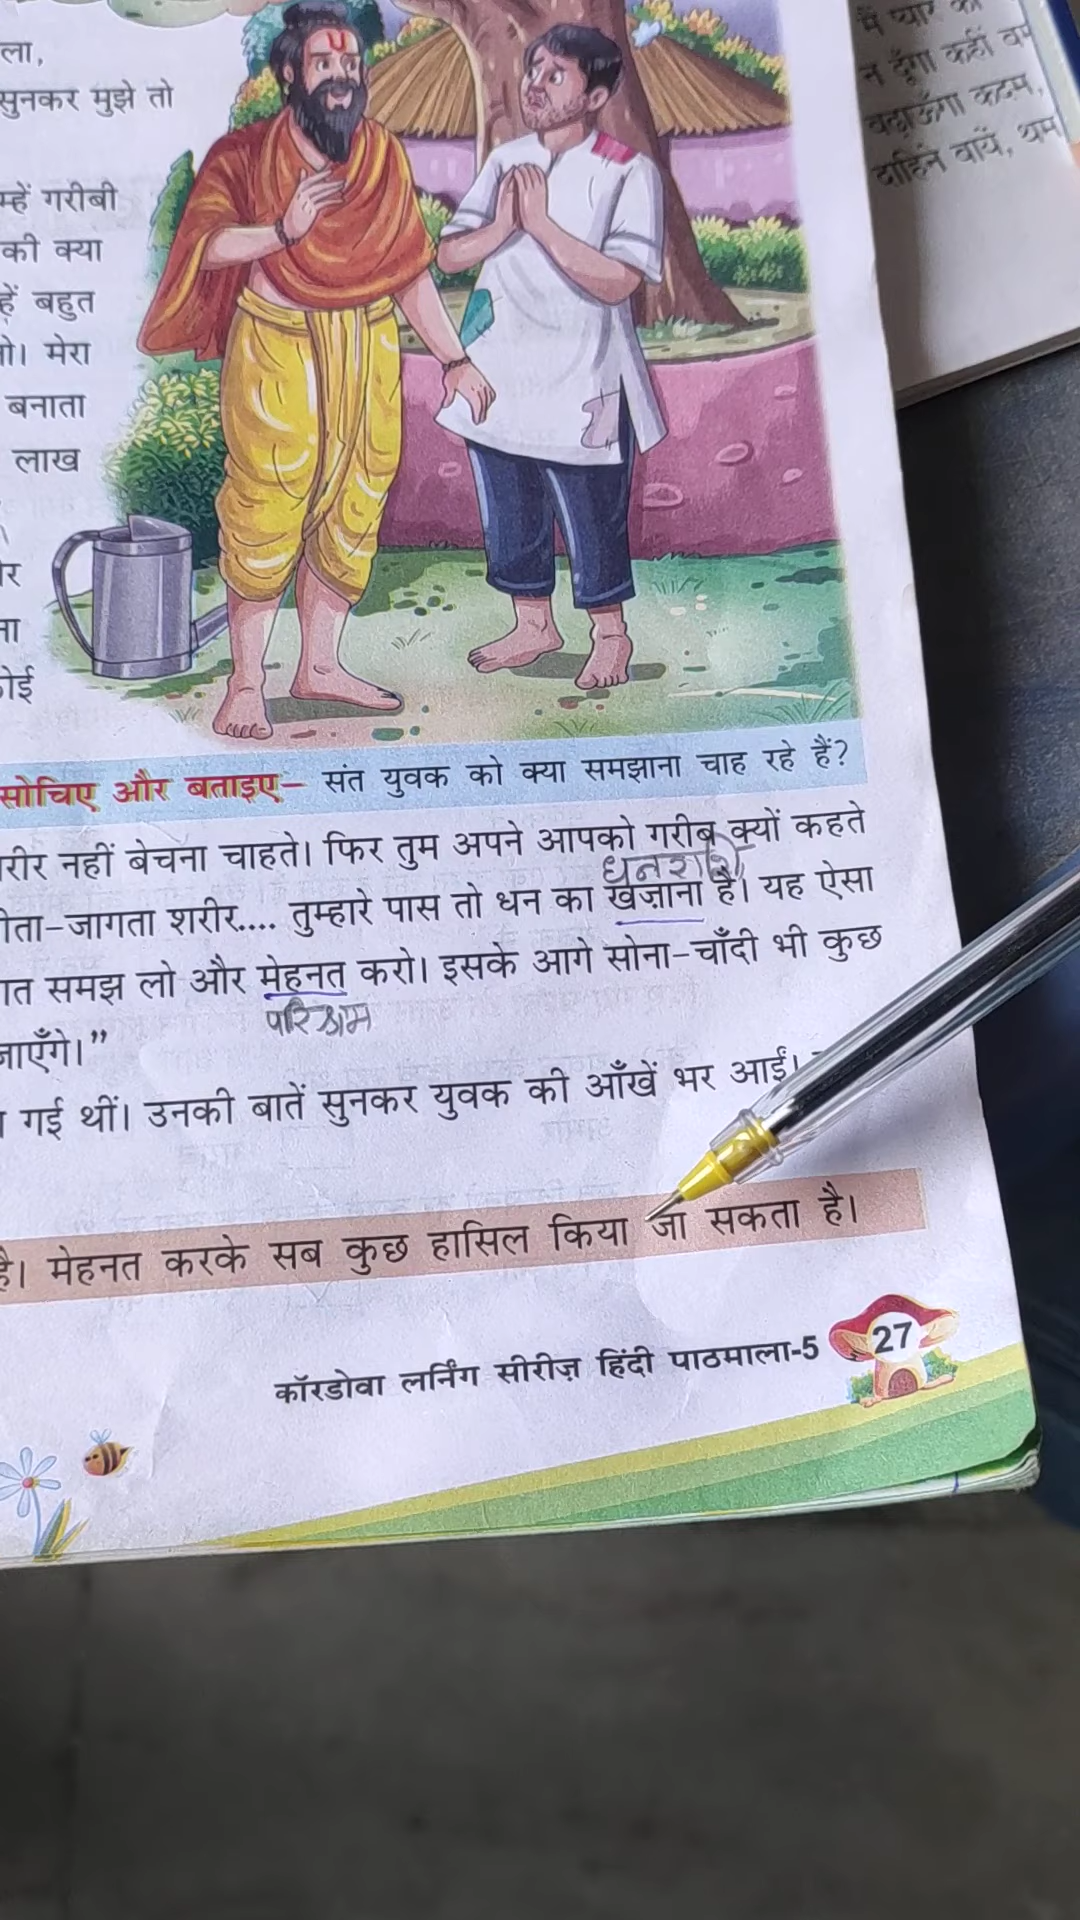 ला,
सुनकर मुझे तो
म्हें गरीबी
की क्या
हें बहुत
मेरा
बनाता
लाख
ोई
सोचिए और बताइए– संत युवक को क्या समझाना चाह रहे हैं?
रीर नहीं बेचना चाहते। फिर तुम अपने आपको गरीब क्यों कहते
धनराशि
ीता-जागता शरीर.... तुम्हारे पास तो धन का खज़ाना है। यह ऐसा
ात समझ लो और मेहनत करो। इसके आगे सोना-चाँदी भी कुछ
परिश्रम
जाएँगे।”
गई थीं। उनकी बातें सुनकर युवक की आँखें भर आईं।
है। मेहनत करके सब कुछ हासिल किया जा सकता है।
कॉरडोवा लर्निंग सीरीज़ हिंदी पाठमाला-5
27
न दूँगा कहीं
बढ़ाऊँगा कदम,
दाहिने बायें, थम